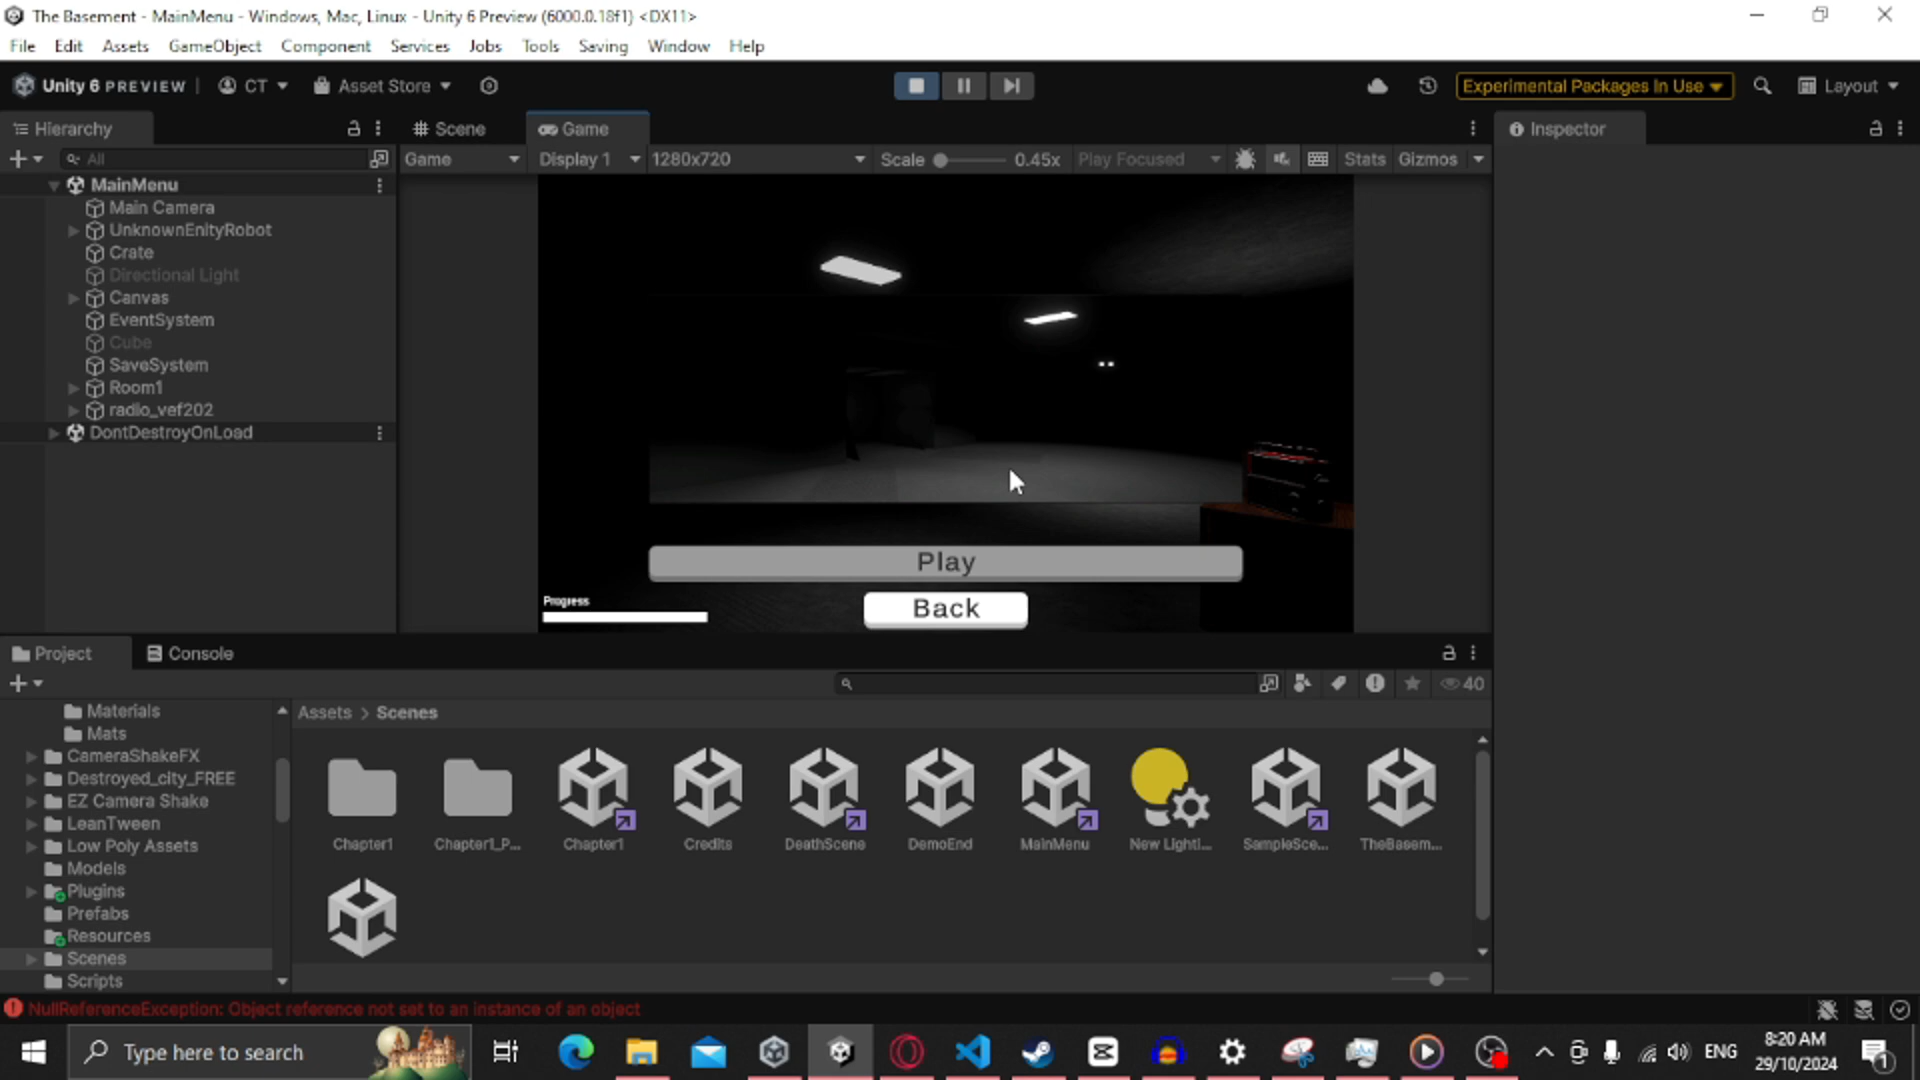 The Basement - MainMenu - Windows, Mac, Linux - Unity 6 Preview (6000.0.18f1) <DX11>
File Edit Assets GameObject Component Services Jobs Tools Saving Window Help
Unity 6 PREVIEW CT Asset Store Experimental Packages In Use Layout
Hierarchy Scene Game Inspector
All Game Display 1 1280x720 Scale 0.45x Play Focused Stats Gizmos
MainMenu
Main Camera
UnknownEnityRobot
Crate
Directional Light
Canvas
EventSystem
Cube
SaveSystem
Room1
radio_vef202
DontDestroyOnLoad
Play
Progress
Back
Project Console
40
Assets > Scenes
Materials
Mats
CameraShakeFX
Destroyed_city_FREE
EZ Camera Shake
LeanTween
Low Poly Assets
Models
Plugins
Prefabs
Resources
Scenes
Scripts
Chapter1 Chapter1_P... Chapter1 Credits DeathScene DemoEnd MainMenu New Lighti... SampleSce... TheBasem...
NullReferenceException: Object reference not set to an instance of an object
Type here to search
ENG
8:20 AM
29/10/2024
1